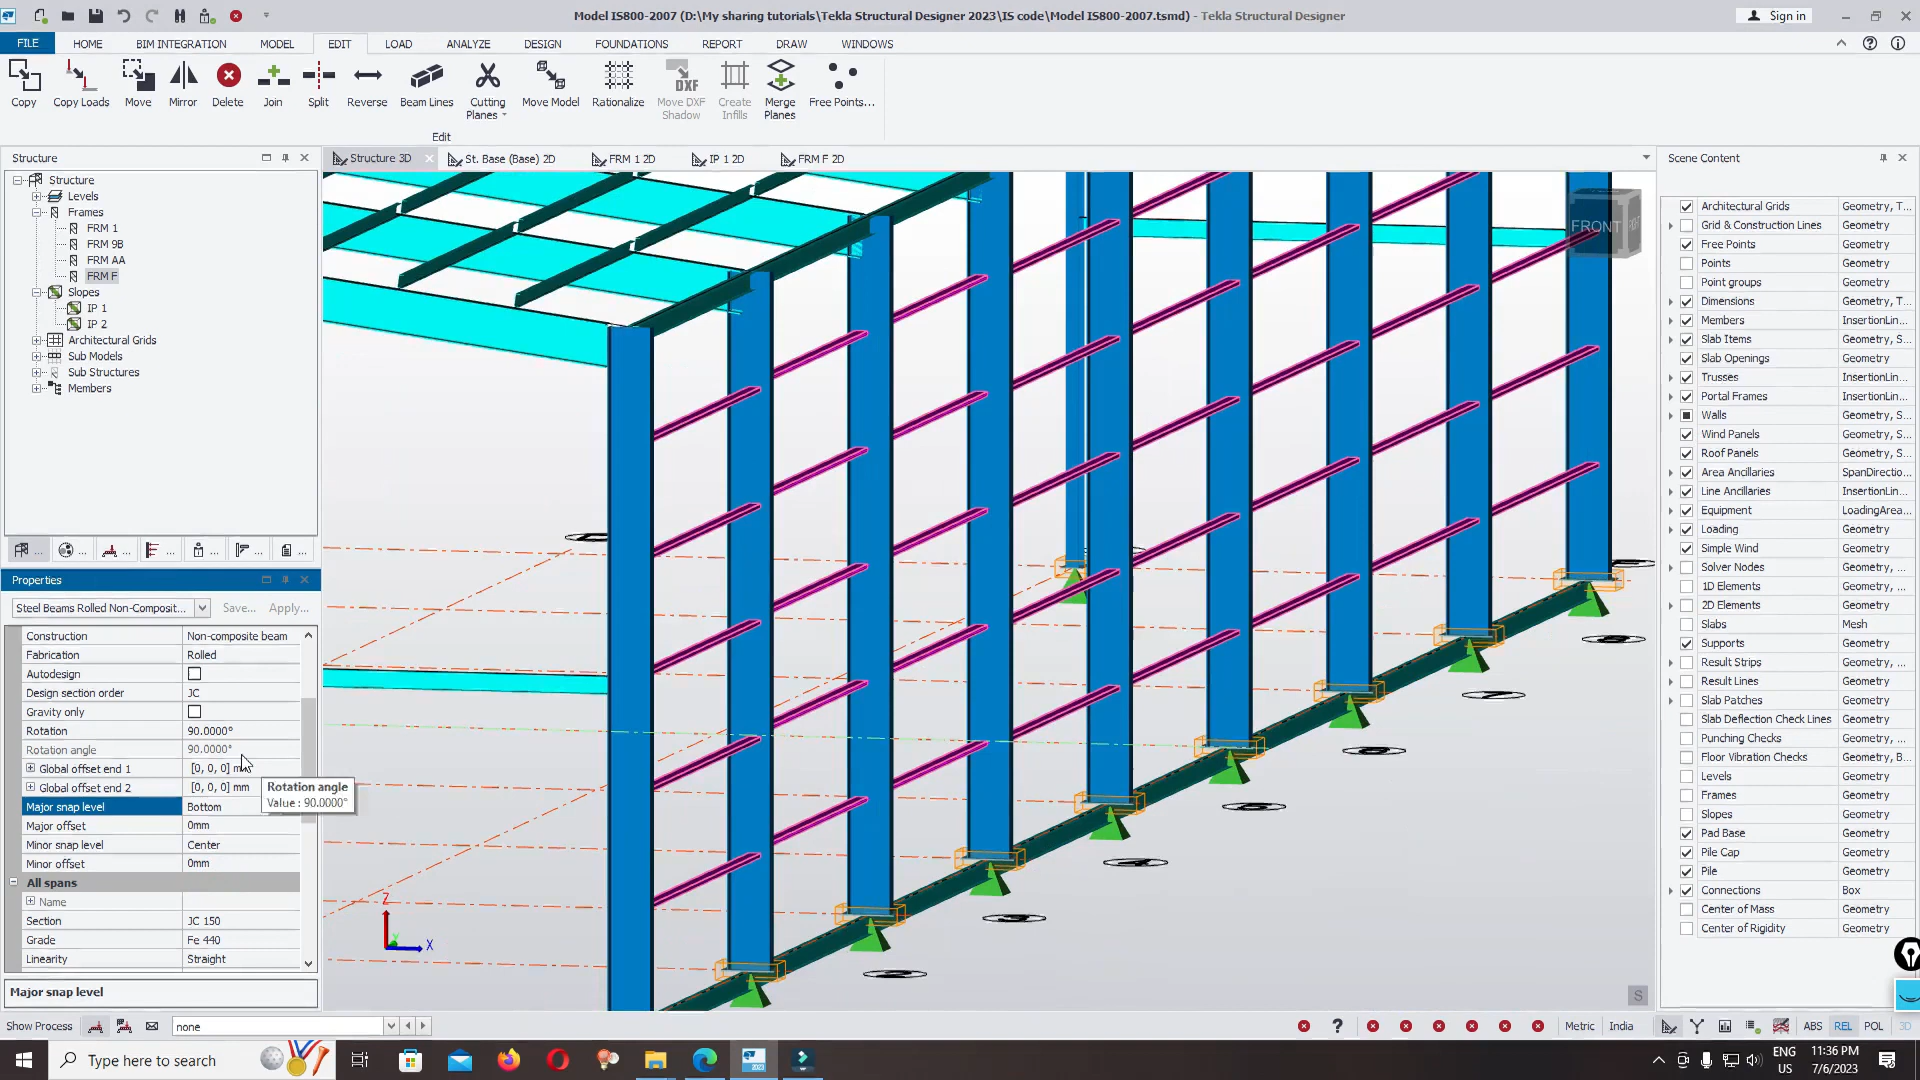 Model IS800-2007 (D:\My sharing tutorials\Tekla Structural Designer 2023\IS code\Model IS800-2007.tsmd) - Tekla Structural Designer
Sign in
FILE
HOME
BIM INTEGRATION
MODEL
EDIT
LOAD
ANALYZE
DESIGN
FOUNDATIONS
REPORT
DRAW
WINDOWS
Copy
Copy Loads
Move
Mirror
Delete
Join
Split
Reverse
Beam Lines
Cutting Planes
Move Model
Rationalize
Move DXF Shadow
Create Infills
Merge Planes
Free Points...
Edit
Structure
Structure 3D
St. Base (Base) 2D
FRM 1 2D
IP 1 2D
FRM F 2D
Scene Content
Structure
Levels
Frames
FRM 1
FRM 9B
FRM AA
FRM F
Slopes
IP 1
IP 2
Architectural Grids
Sub Models
Sub Structures
Members
Properties
Steel Beams Rolled Non-Composit...
Save...
Apply...
Construction Non-composite beam
Fabrication Rolled
Autodesign
Design section order JC
Gravity only
Rotation 90.0000°
Rotation angle 90.0000°
Global offset end 1 [0, 0, 0] mm
Global offset end 2 [0, 0, 0] mm
Rotation angle
Value : 90.0000°
Major snap level Bottom
Major offset 0mm
Minor snap level Center
Minor offset 0mm
All spans
Name
Section JC 150
Grade Fe 440
Linearity Straight
Major snap level
FRONT
Z
X
Architectural Grids Geometry, T...
Grid & Construction Lines Geometry
Free Points Geometry
Points Geometry
Point groups Geometry
Dimensions Geometry, T...
Members InsertionLin...
Slab Items Geometry, S...
Slab Openings Geometry
Trusses InsertionLin...
Portal Frames InsertionLin...
Walls Geometry, S...
Wind Panels Geometry, S...
Roof Panels Geometry, S...
Area Ancillaries SpanDirectio...
Line Ancillaries InsertionLin...
Equipment LoadingArea...
Loading Geometry
Simple Wind Geometry
Solver Nodes Geometry, ...
1D Elements Geometry, ...
2D Elements Geometry, ...
Slabs Mesh
Supports Geometry, ...
Result Strips Geometry, ...
Result Lines Geometry
Slab Patches Geometry, ...
Slab Deflection Check Lines Geometry
Punching Checks Geometry, ...
Floor Vibration Checks Geometry, B...
Levels Geometry, ...
Frames Geometry, ...
Slopes Geometry, ...
Pad Base Geometry, ...
Pile Cap Geometry, ...
Pile Geometry, ...
Connections Box
Center of Mass Geometry
Center of Rigidity Geometry
S
Show Process
none
Metric
India
ABS
REL
POL
3D
Type here to search
2023
ENG
US
11:36 PM
7/6/2023